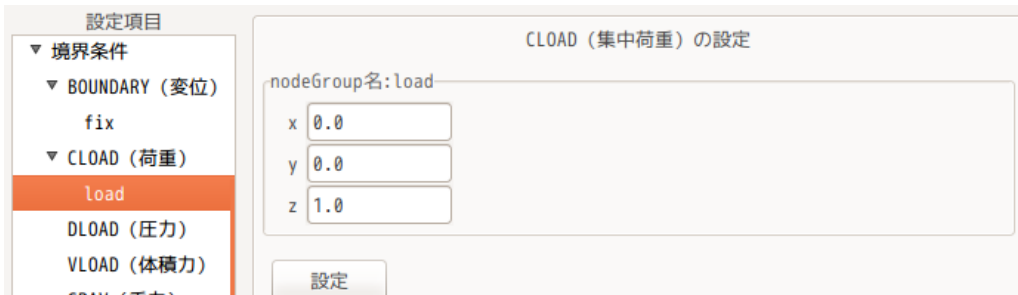 設定項目
▼ 境界条件
▼ BOUNDARY (変位)
fix
▼ CLOAD (荷重)
load
DLOAD (圧力)
VLOAD (体積力)
CLOAD (集中荷重) の設定
nodeGroup名:load
x 0.0
y 0.0
z 1.0
設定